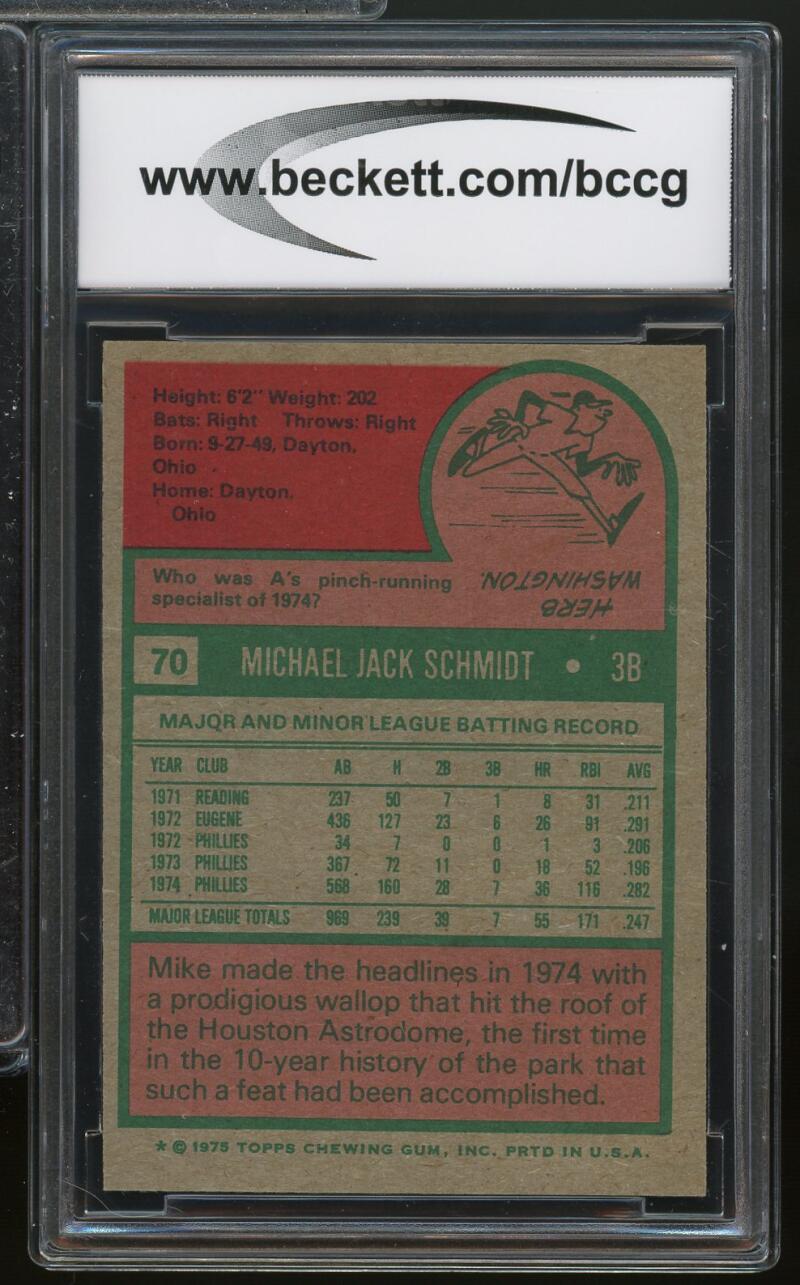 www.beckett.com/bccg
Height: 6'2" Weight: 202
Bats: Right Throws: Right
Born: 9-27-49, Dayton,
Ohio
Home: Dayton,
Ohio
Who was A's pinch-running
specialist of 1974?
HERB
WASHINGTON.
70 MICHAEL JACK SCHMIDT • 3B
MAJOR AND MINOR LEAGUE BATTING RECORD
YEAR CLUB AB H 2B 3B HR RBI AVG
1971 READING 237 50 7 1 8 31 .211
1972 EUGENE 436 127 23 6 26 91 .291
1972 PHILLIES 34 7 0 0 1 3 .206
1973 PHILLIES 367 72 11 0 18 52 .196
1974 PHILLIES 568 160 28 7 36 116 .282
MAJOR LEAGUE TOTALS 969 239 39 7 55 171 .247
Mike made the headlines in 1974 with
a prodigious wallop that hit the roof of
the Houston Astrodome, the first time
in the 10-year history of the park that
such a feat had been accomplished.
* © 1975 TOPPS CHEWING GUM, INC. PRTD IN U.S.A.